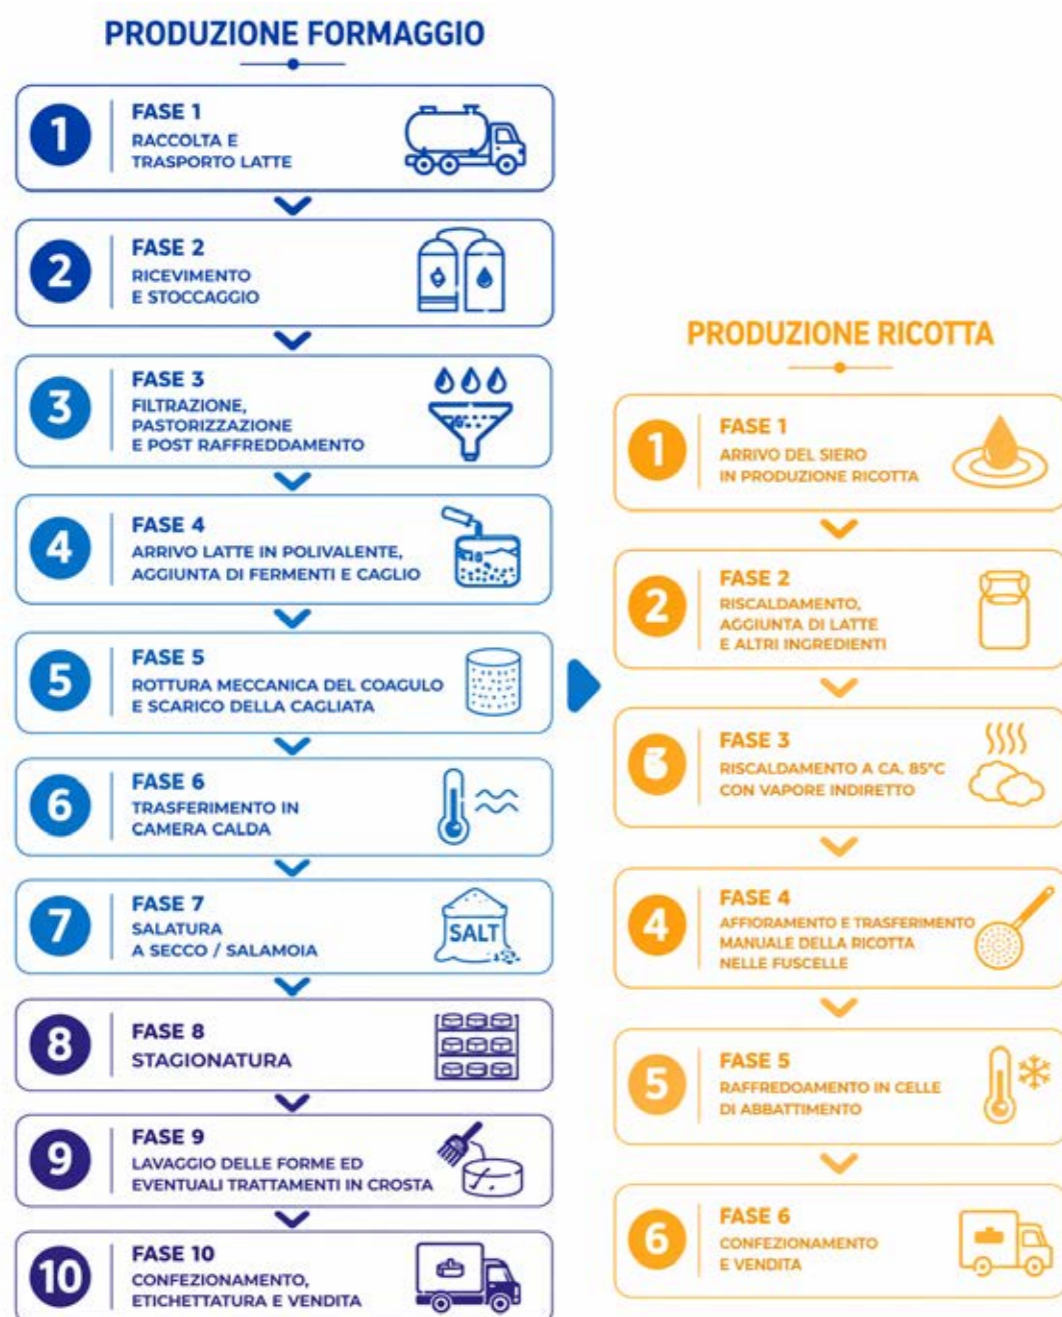 PRODUZIONE FORMAGGIO
1
FASE 1
RACCOLTA E
TRASPORTO LATTE
2
FASE 2
RICEVIMENTO
E STOCCAGGIO
3
FASE 3
FILTRAZIONE,
PASTORIZZAZIONE
E POST RAFFREDDAMENTO
4
FASE 4
ARRIVO LATTE IN POLIVALENTE,
AGGIUNTA DI FERMENTI E CAGLIO
5
FASE 5
ROTTURA MECCANICA DEL COAGULO
E SCARICO DELLA CAGLIATA
6
FASE 6
TRASFERIMENTO IN
CAMERA CALDA
7
FASE 7
SALATURA
A SECCO / SALAMOIA
SALT
8
FASE 8
STAGIONATURA
9
FASE 9
LAVAGGIO DELLE FORME ED
EVENTUALI TRATTAMENTI IN CROSTA
10
FASE 10
CONFEZIONAMENTO,
ETICHETTATURA E VENDITA
PRODUZIONE RICOTTA
1
FASE 1
ARRIVO DEL SIERO
IN PRODUZIONE RICOTTA
2
FASE 2
RISCALDAMENTO,
AGGIUNTA DI LATTE
E ALTRI INGREDIENTI
FASE 3
RISCALDAMENTO A CA. 85°C
CON VAPORE INDIRETTO
4
FASE 4
AFFIORAMENTO E TRASFERIMENTO
MANUALE DELLA RICOTTA
NELLE FUSCELLE
5
FASE 5
RAFFREDOAMENTO IN CELLE
DI ABBATTIMENTO
6
FASE 6
CONFEZIONAMENTO
E VENDITA